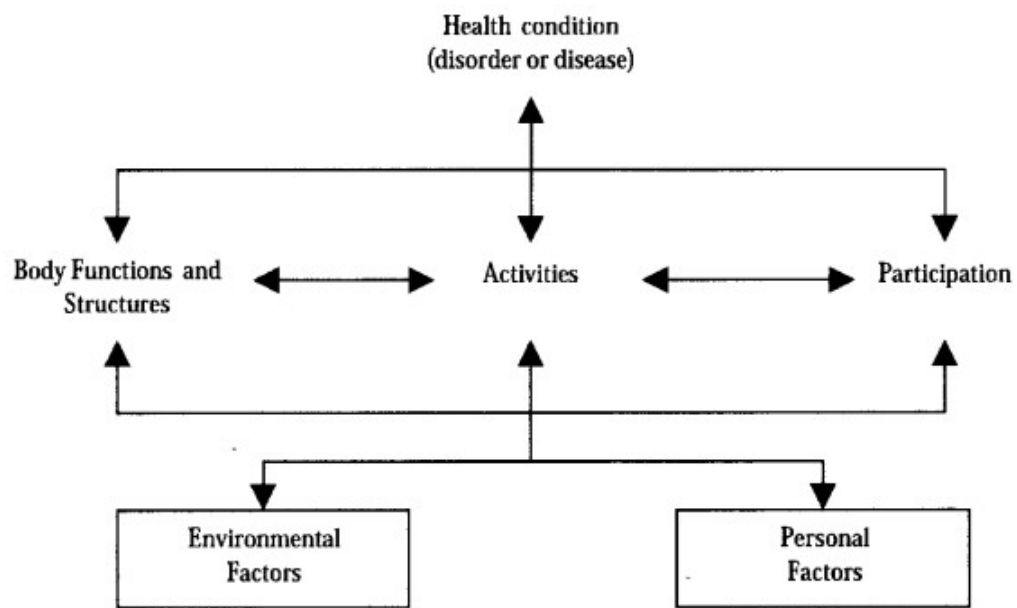 Health condition
(disorder or disease)
Body Functions and
Structures
Activities
Participation
Environmental
Factors
Personal
Factors